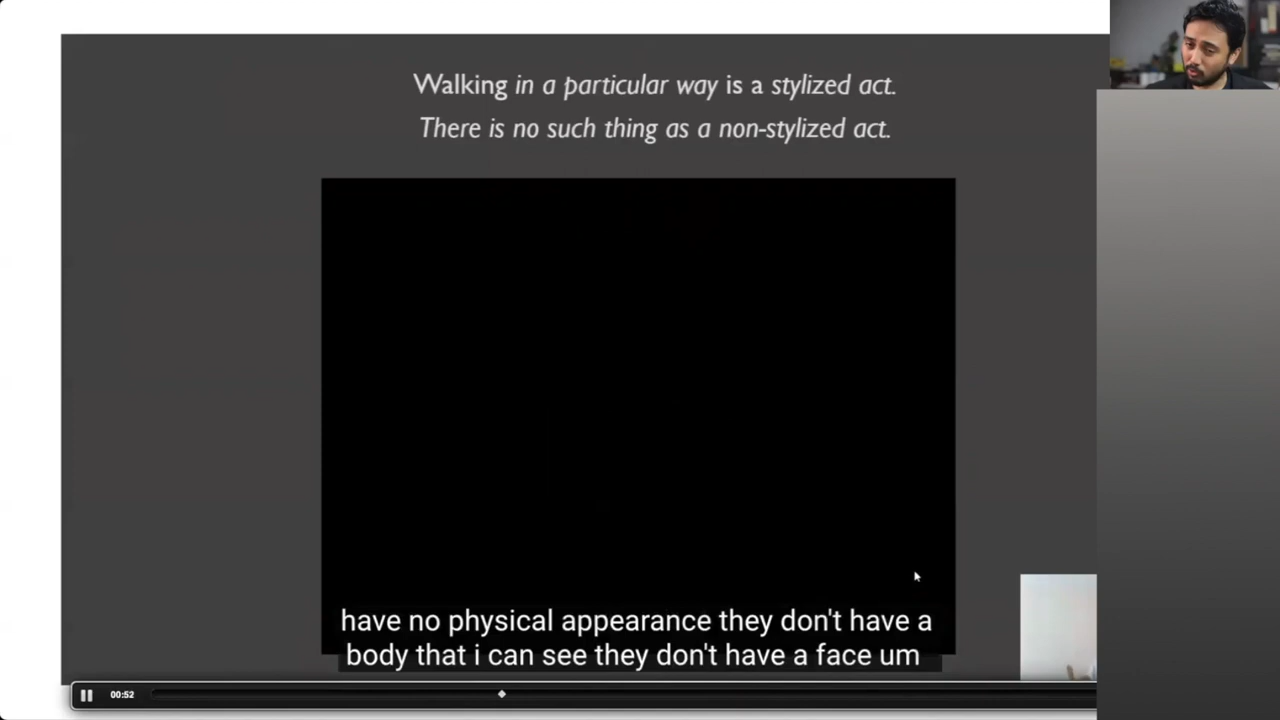 Walking in a particular way is a stylized act.
There is no such thing as a non-stylized act.
have no physical appearance they don't have a
body that i can see they don't have a face um
00:52